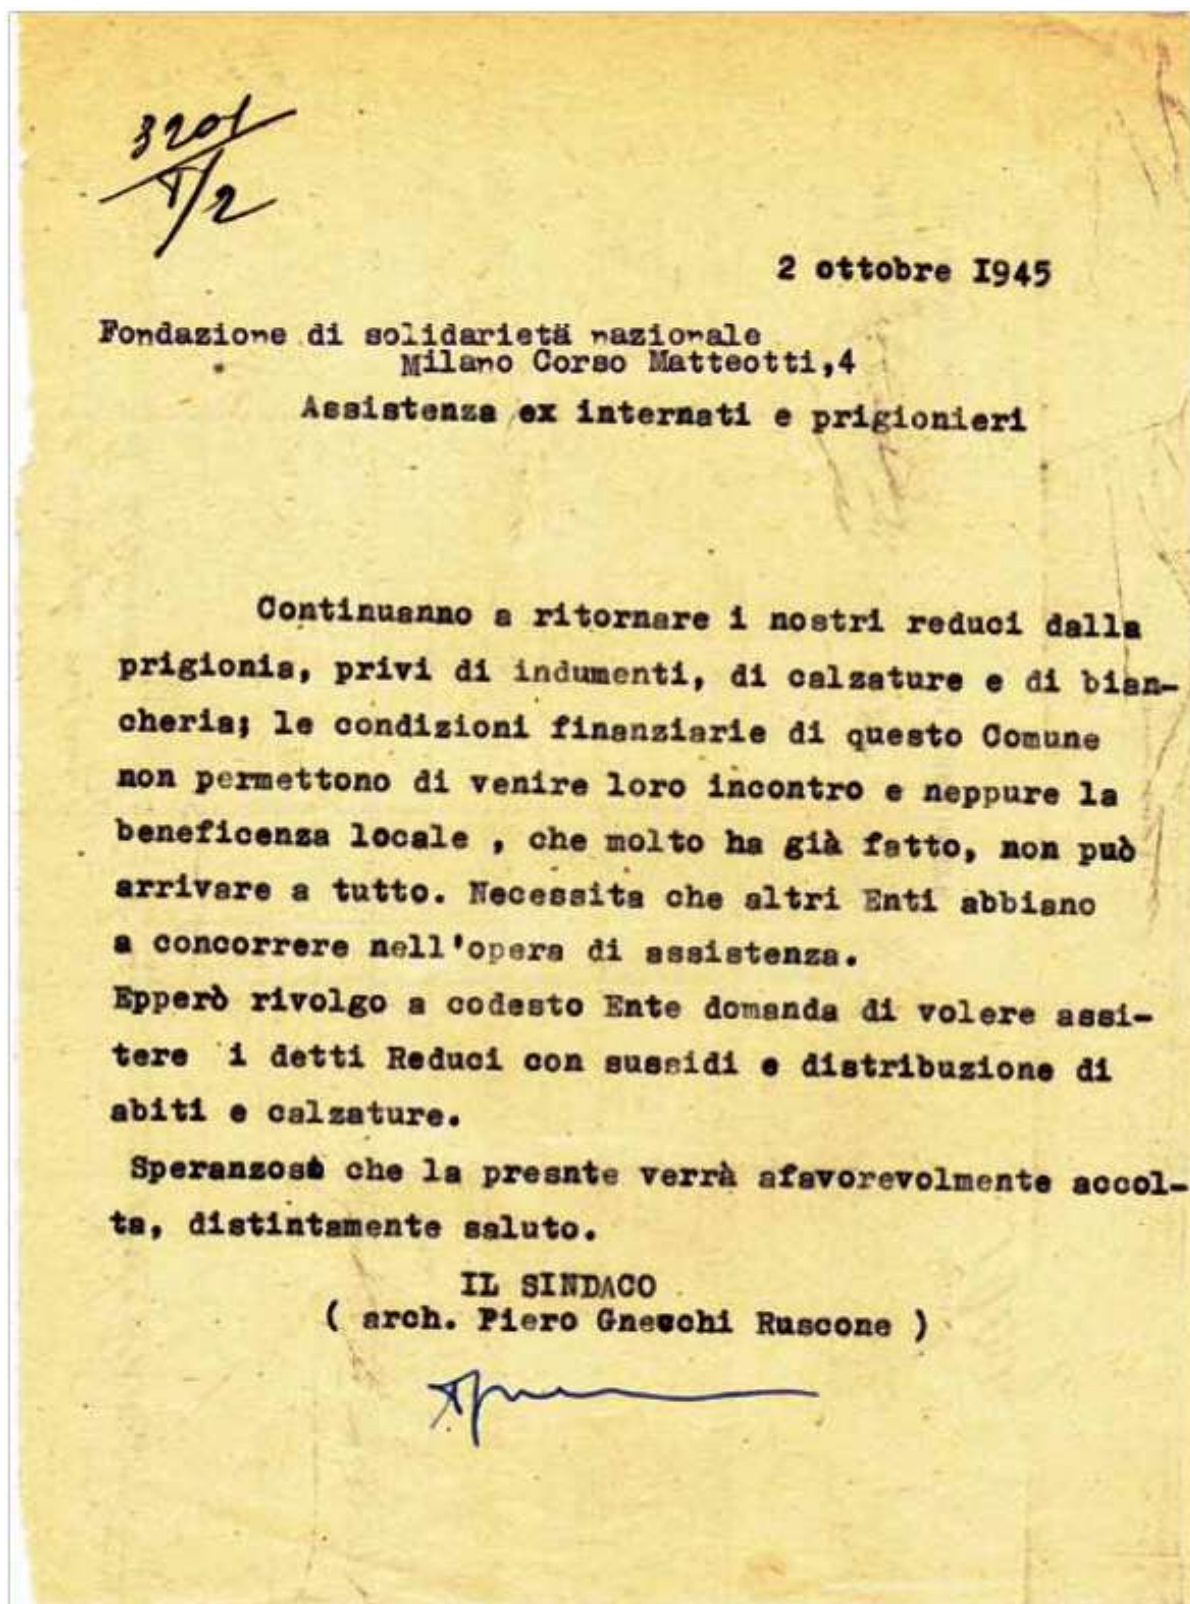 3201
V/2
2 ottobre I945
Fondazione di solidarietà nazionale
Milano Corso Matteotti,4
Assistenza ex internati e prigionieri
Continuanno a ritornare i nostri reduci dalla
prigionia, privi di indumenti, di calzature e di bian-
cheria; le condizioni finanziarie di questo Comune
non permettono di venire loro incontro e neppure la
beneficenza locale , che molto ha già fatto, non può
arrivare a tutto. Necessita che altri Enti abbiano
a concorrere nell'opera di assistenza.
Epperò rivolgo a codesto Ente domanda di volere assi-
tere i detti Reduci con sussidi e distribuzione di
abiti e calzature.
Speranzoso che la presnte verrà afavorevolmente accol-
ta, distintamente saluto.
IL SINDACO
( arch. Piero Gnecchi Ruscone )